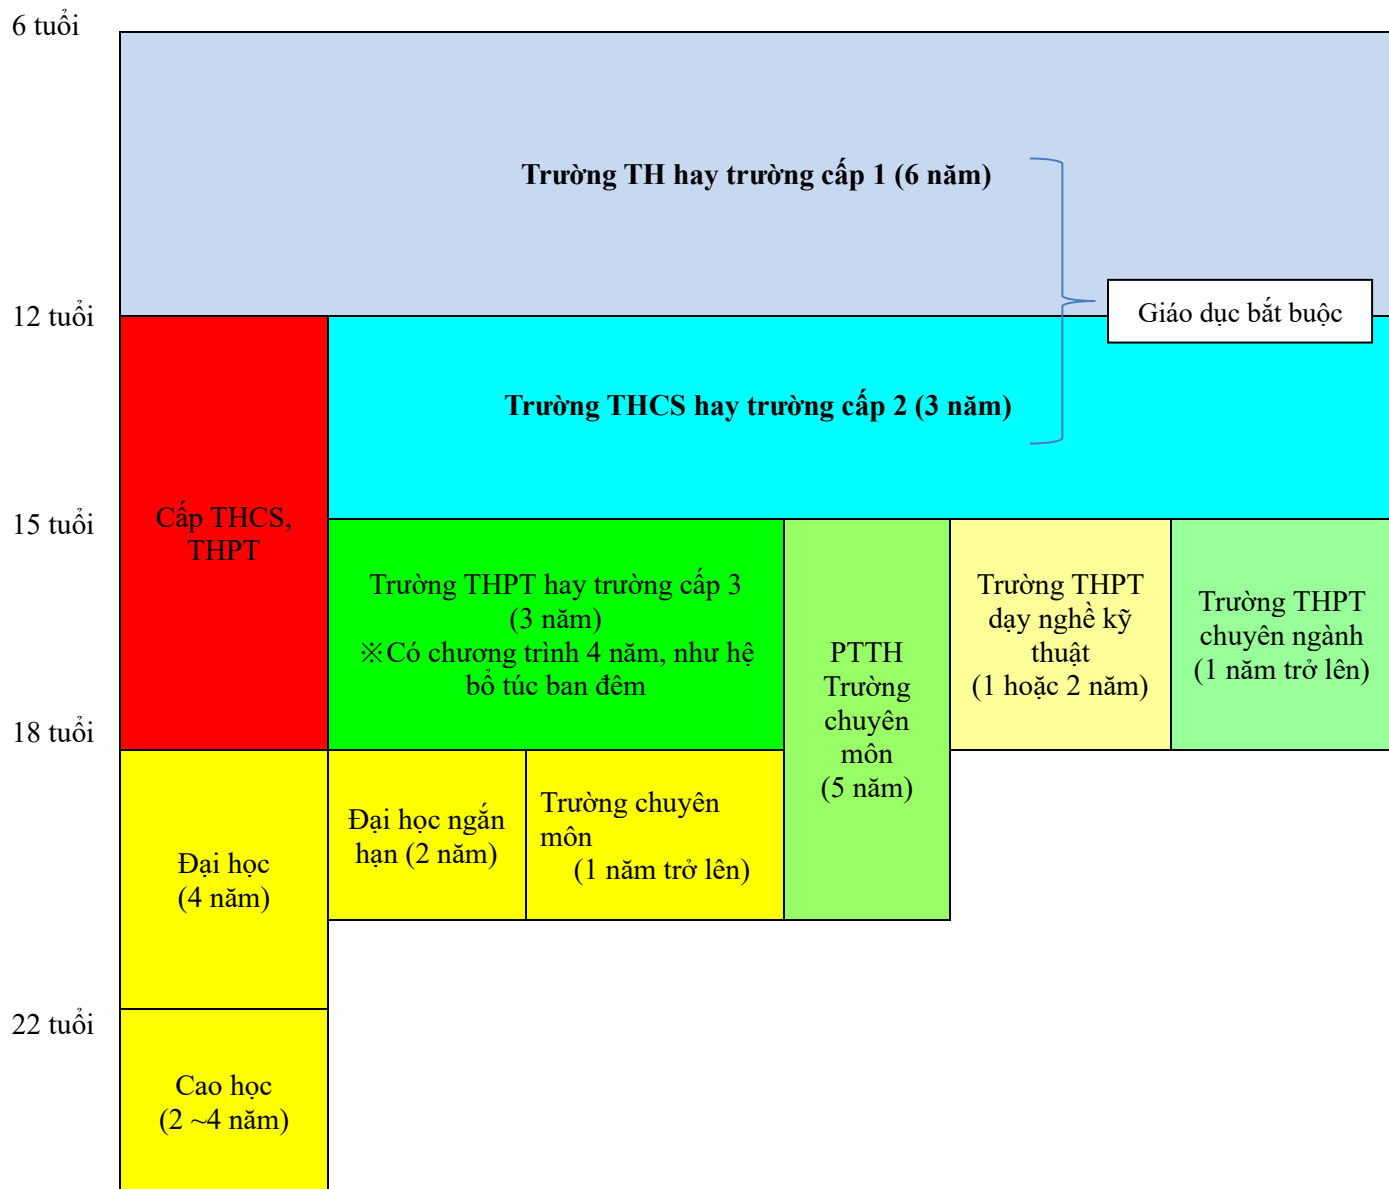 6 tuổi
Trường TH hay trường cấp 1 (6 năm)
Giáo dục bắt buộc
12 tuổi
Trường THCS hay trường cấp 2 (3 năm)
15 tuổi
Cấp THCS,
THPT
Trường THPT hay trường cấp 3
(3 năm)
※Có chương trình 4 năm, như hệ
bổ túc ban đêm
PTTH
Trường
chuyên
môn
(5 năm)
Trường THPT
dạy nghề kỹ
thuật
(1 hoặc 2 năm)
Trường THPT
chuyên ngành
(1 năm trở lên)
18 tuổi
Đại học
(4 năm)
Đại học ngắn
hạn (2 năm)
Trường chuyên
môn
(1 năm trở lên)
22 tuổi
Cao học
(2 ~4 năm)